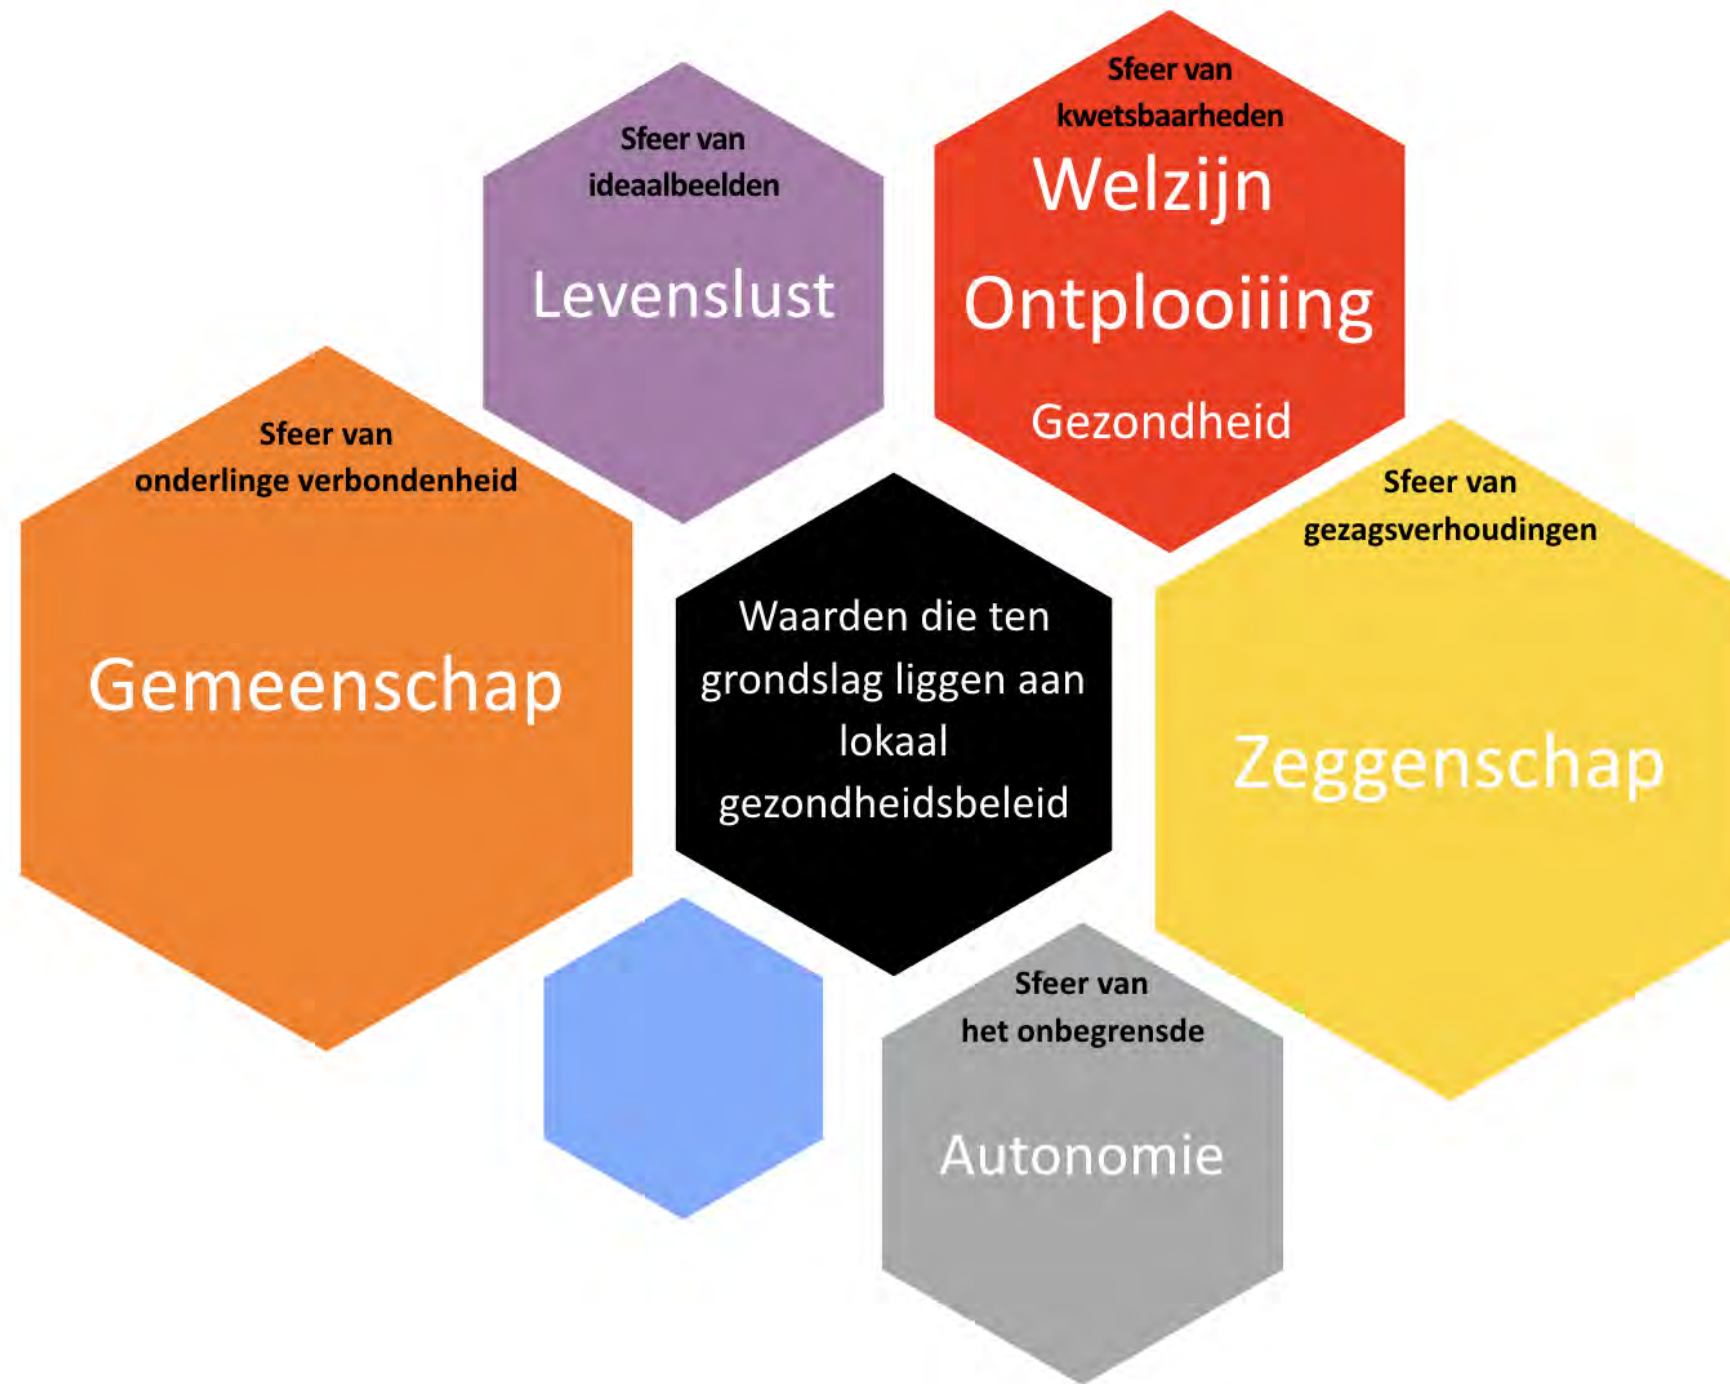 Sfeer van
ideaalbeelden
Levenslust
Sfeer van
kwetsbaarheden
Welzijn
Ontplooiiing
Gezondheid
Sfeer van
onderlinge verbondenheid
Gemeenschap
Waarden die ten
grondslag liggen aan
lokaal
gezondheidsbeleid
Sfeer van
gezagsverhoudingen
Zeggenschap
Sfeer van
het onbegrensde
Autonomie